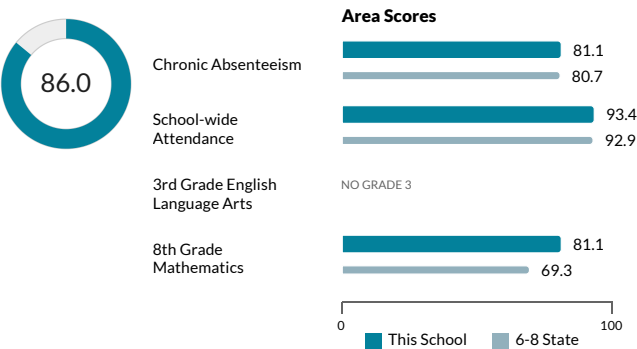 Area Scores
86.0
Chronic Absenteeism
81.1
80.7
School-wide
Attendance
93.4
92.9
3rd Grade English
Language Arts
NO GRADE 3
8th Grade
Mathematics
81.1
69.3
0
100
This School
6-8 State